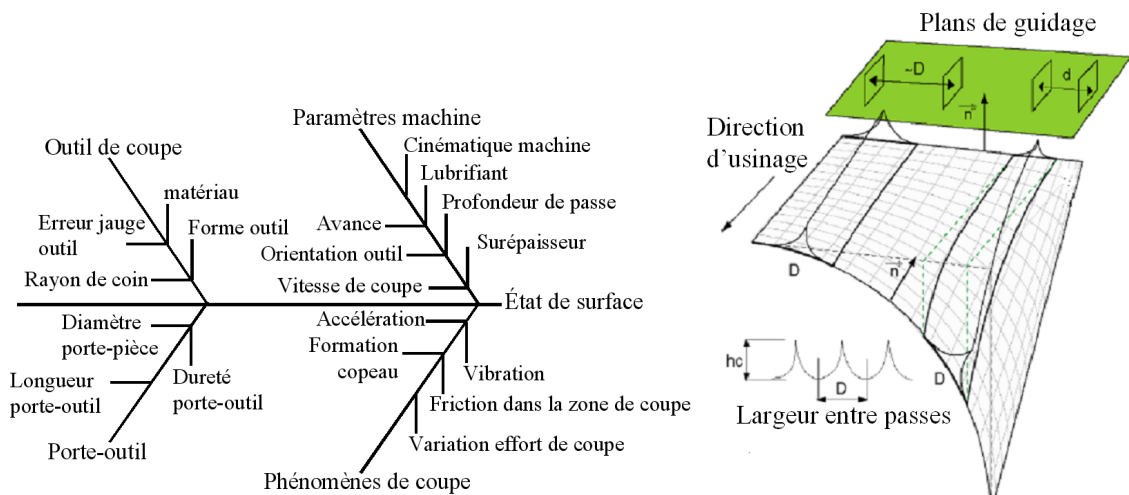 Outil de coupe
matériau
Erreur jauge
outil
Forme outil
Rayon de coin
Paramètres machine
Cinématique machine
Lubrifiant
Profondeur de passe
Avance
Surépaisseur
Orientation outil
Vitesse de coupe
État de surface
Diamètre
porte-pièce
Longueur
porte-outil
Dureté
porte-outil
Porte-outil
Accélération
Formation
copeau
Vibration
Friction dans la zone de coupe
Variation effort de coupe
Phénomènes de coupe
Plans de guidage
~D
d
n
Direction
d’usinage
D
n
hc
D
D
Largeur entre passes